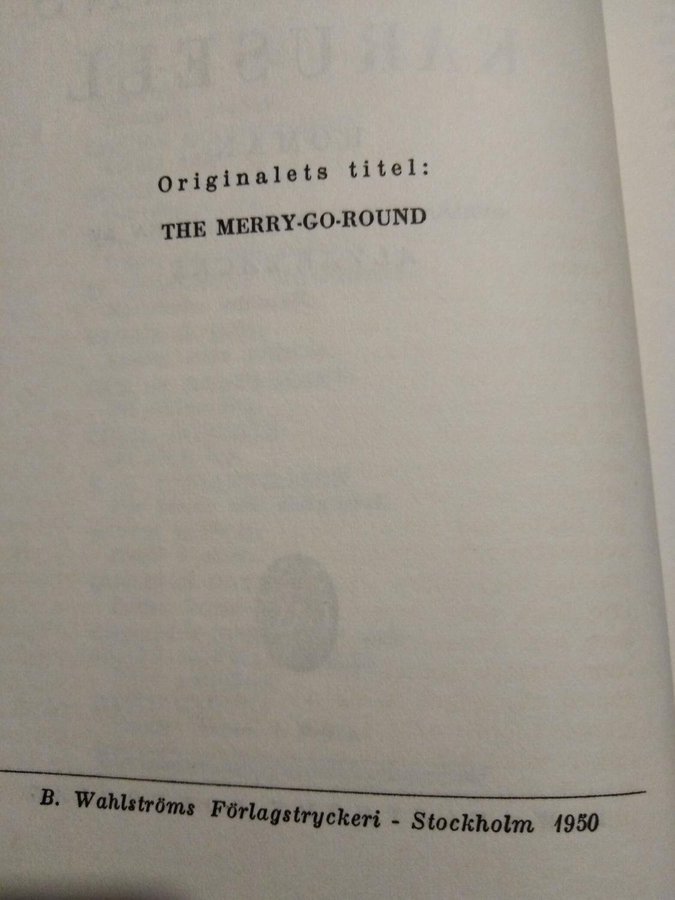 Originalets titel:
THE MERRY-GO-ROUND
B. Wahlströms Förlagstryckeri - Stockholm 1950